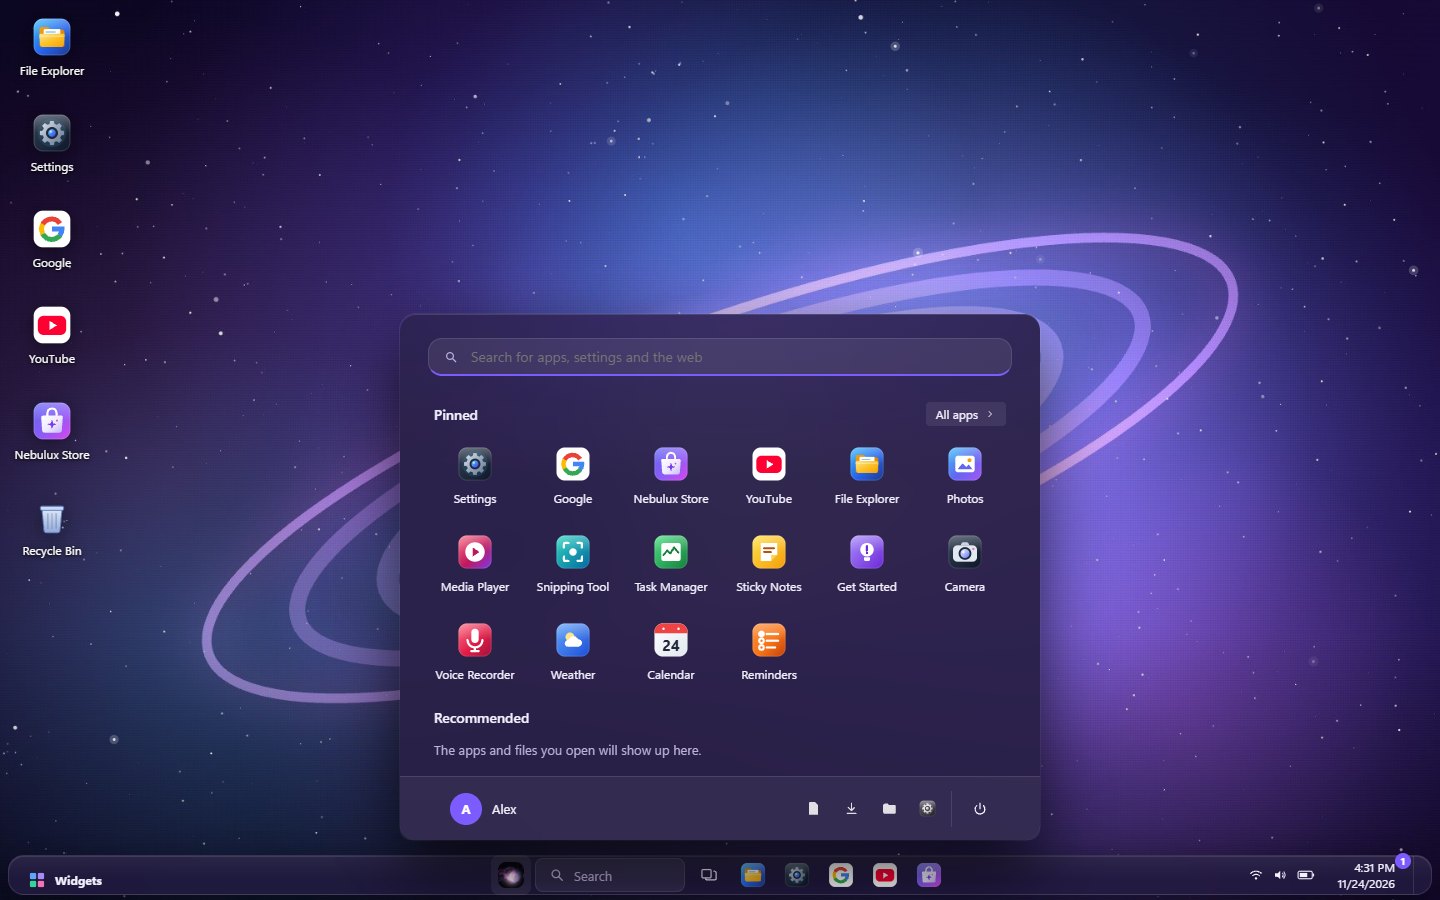 File Explorer
Settings
Google
YouTube
Nebulux Store
Recycle Bin
Search for apps, settings and the web
Pinned
All apps
Settings
Google
Nebulux Store
YouTube
File Explorer
Photos
Media Player
Snipping Tool
Task Manager
Sticky Notes
Get Started
Camera
Voice Recorder
Weather
24
Calendar
Reminders
Recommended
The apps and files you open will show up here.
A
Alex
Widgets
Search
4:31 PM
1
11/24/2026